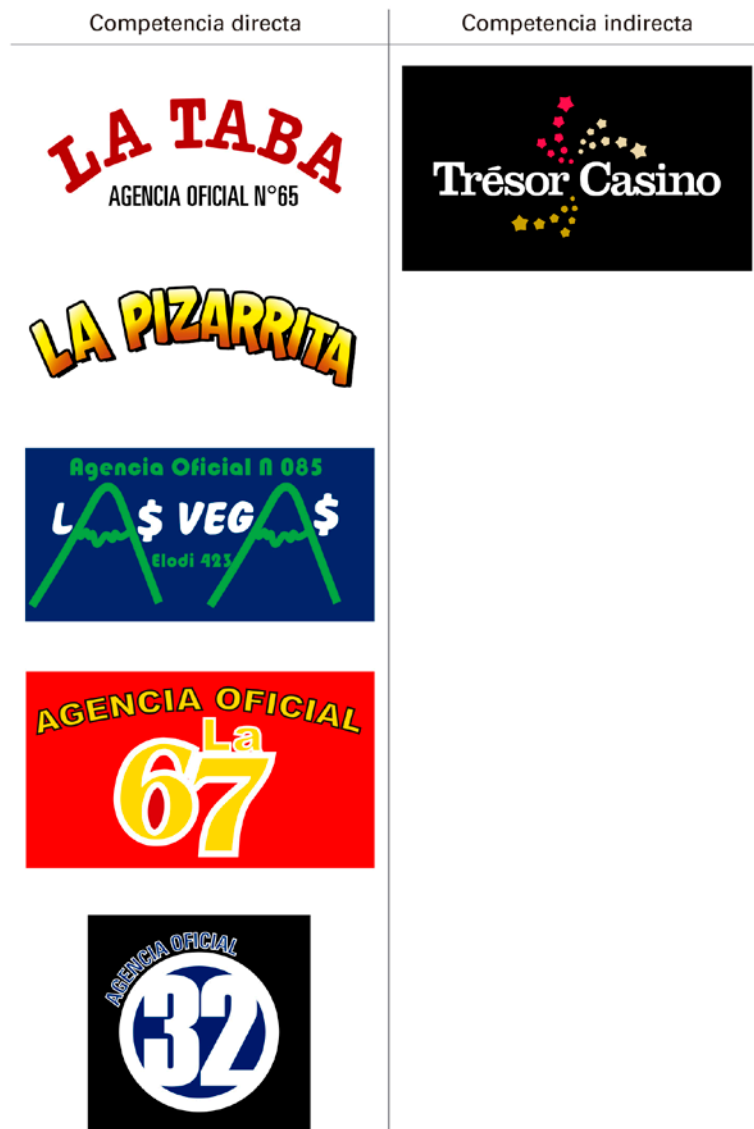 Competencia directa
Competencia indirecta
LA TABA
AGENCIA OFICIAL N°65
LA PIZARRITA
Agencia Oficial N 085
LA$ VEGA$
Elodi 423
AGENCIA OFICIAL
La
67
AGENCIA OFICIAL
32
Trésor Casino